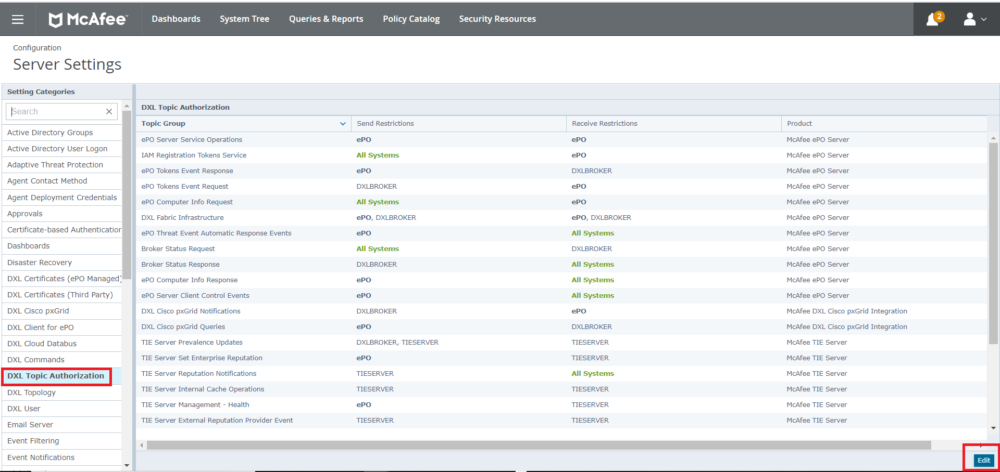 McAfee™
Dashboards System Tree Queries & Reports Policy Catalog Security Resources 2
Configuration
Server Settings
Setting Categories
Search
Active Directory Groups
Active Directory User Logon
Adaptive Threat Protection
Agent Contact Method
Agent Deployment Credentials
Approvals
Certificate-based Authentication
Dashboards
Disaster Recovery
DXL Certificates (ePO Managed)
DXL Certificates (Third Party)
DXL Cisco pxGrid
DXL Client for ePO
DXL Cloud Databus
DXL Commands
DXL Topic Authorization
DXL Topology
DXL User
Email Server
Event Filtering
Event Notifications
DXL Topic Authorization
Topic Group Send Restrictions Receive Restrictions Product
ePO Server Service Operations ePO ePO McAfee ePO Server
IAM Registration Tokens Service All Systems ePO McAfee ePO Server
ePO Tokens Event Response ePO DXLBROKER McAfee ePO Server
ePO Tokens Event Request DXLBROKER ePO McAfee ePO Server
ePO Computer Info Request All Systems ePO McAfee ePO Server
DXL Fabric Infrastructure ePO, DXLBROKER ePO, DXLBROKER McAfee ePO Server
ePO Threat Event Automatic Response Events ePO All Systems McAfee ePO Server
Broker Status Request All Systems DXLBROKER McAfee ePO Server
Broker Status Response DXLBROKER All Systems McAfee ePO Server
ePO Computer Info Response ePO All Systems McAfee ePO Server
ePO Server Client Control Events ePO All Systems McAfee ePO Server
DXL Cisco pxGrid Notifications DXLBROKER ePO McAfee DXL Cisco pxGrid Integration
DXL Cisco pxGrid Queries ePO DXLBROKER McAfee DXL Cisco pxGrid Integration
TIE Server Prevalence Updates DXLBROKER, TIESERVER TIESERVER McAfee TIE Server
TIE Server Set Enterprise Reputation ePO TIESERVER McAfee TIE Server
TIE Server Reputation Notifications TIESERVER All Systems McAfee TIE Server
TIE Server Internal Cache Operations TIESERVER TIESERVER McAfee TIE Server
TIE Server Management - Health ePO TIESERVER McAfee TIE Server
TIE Server External Reputation Provider Event TIESERVER TIESERVER McAfee TIE Server
Edit